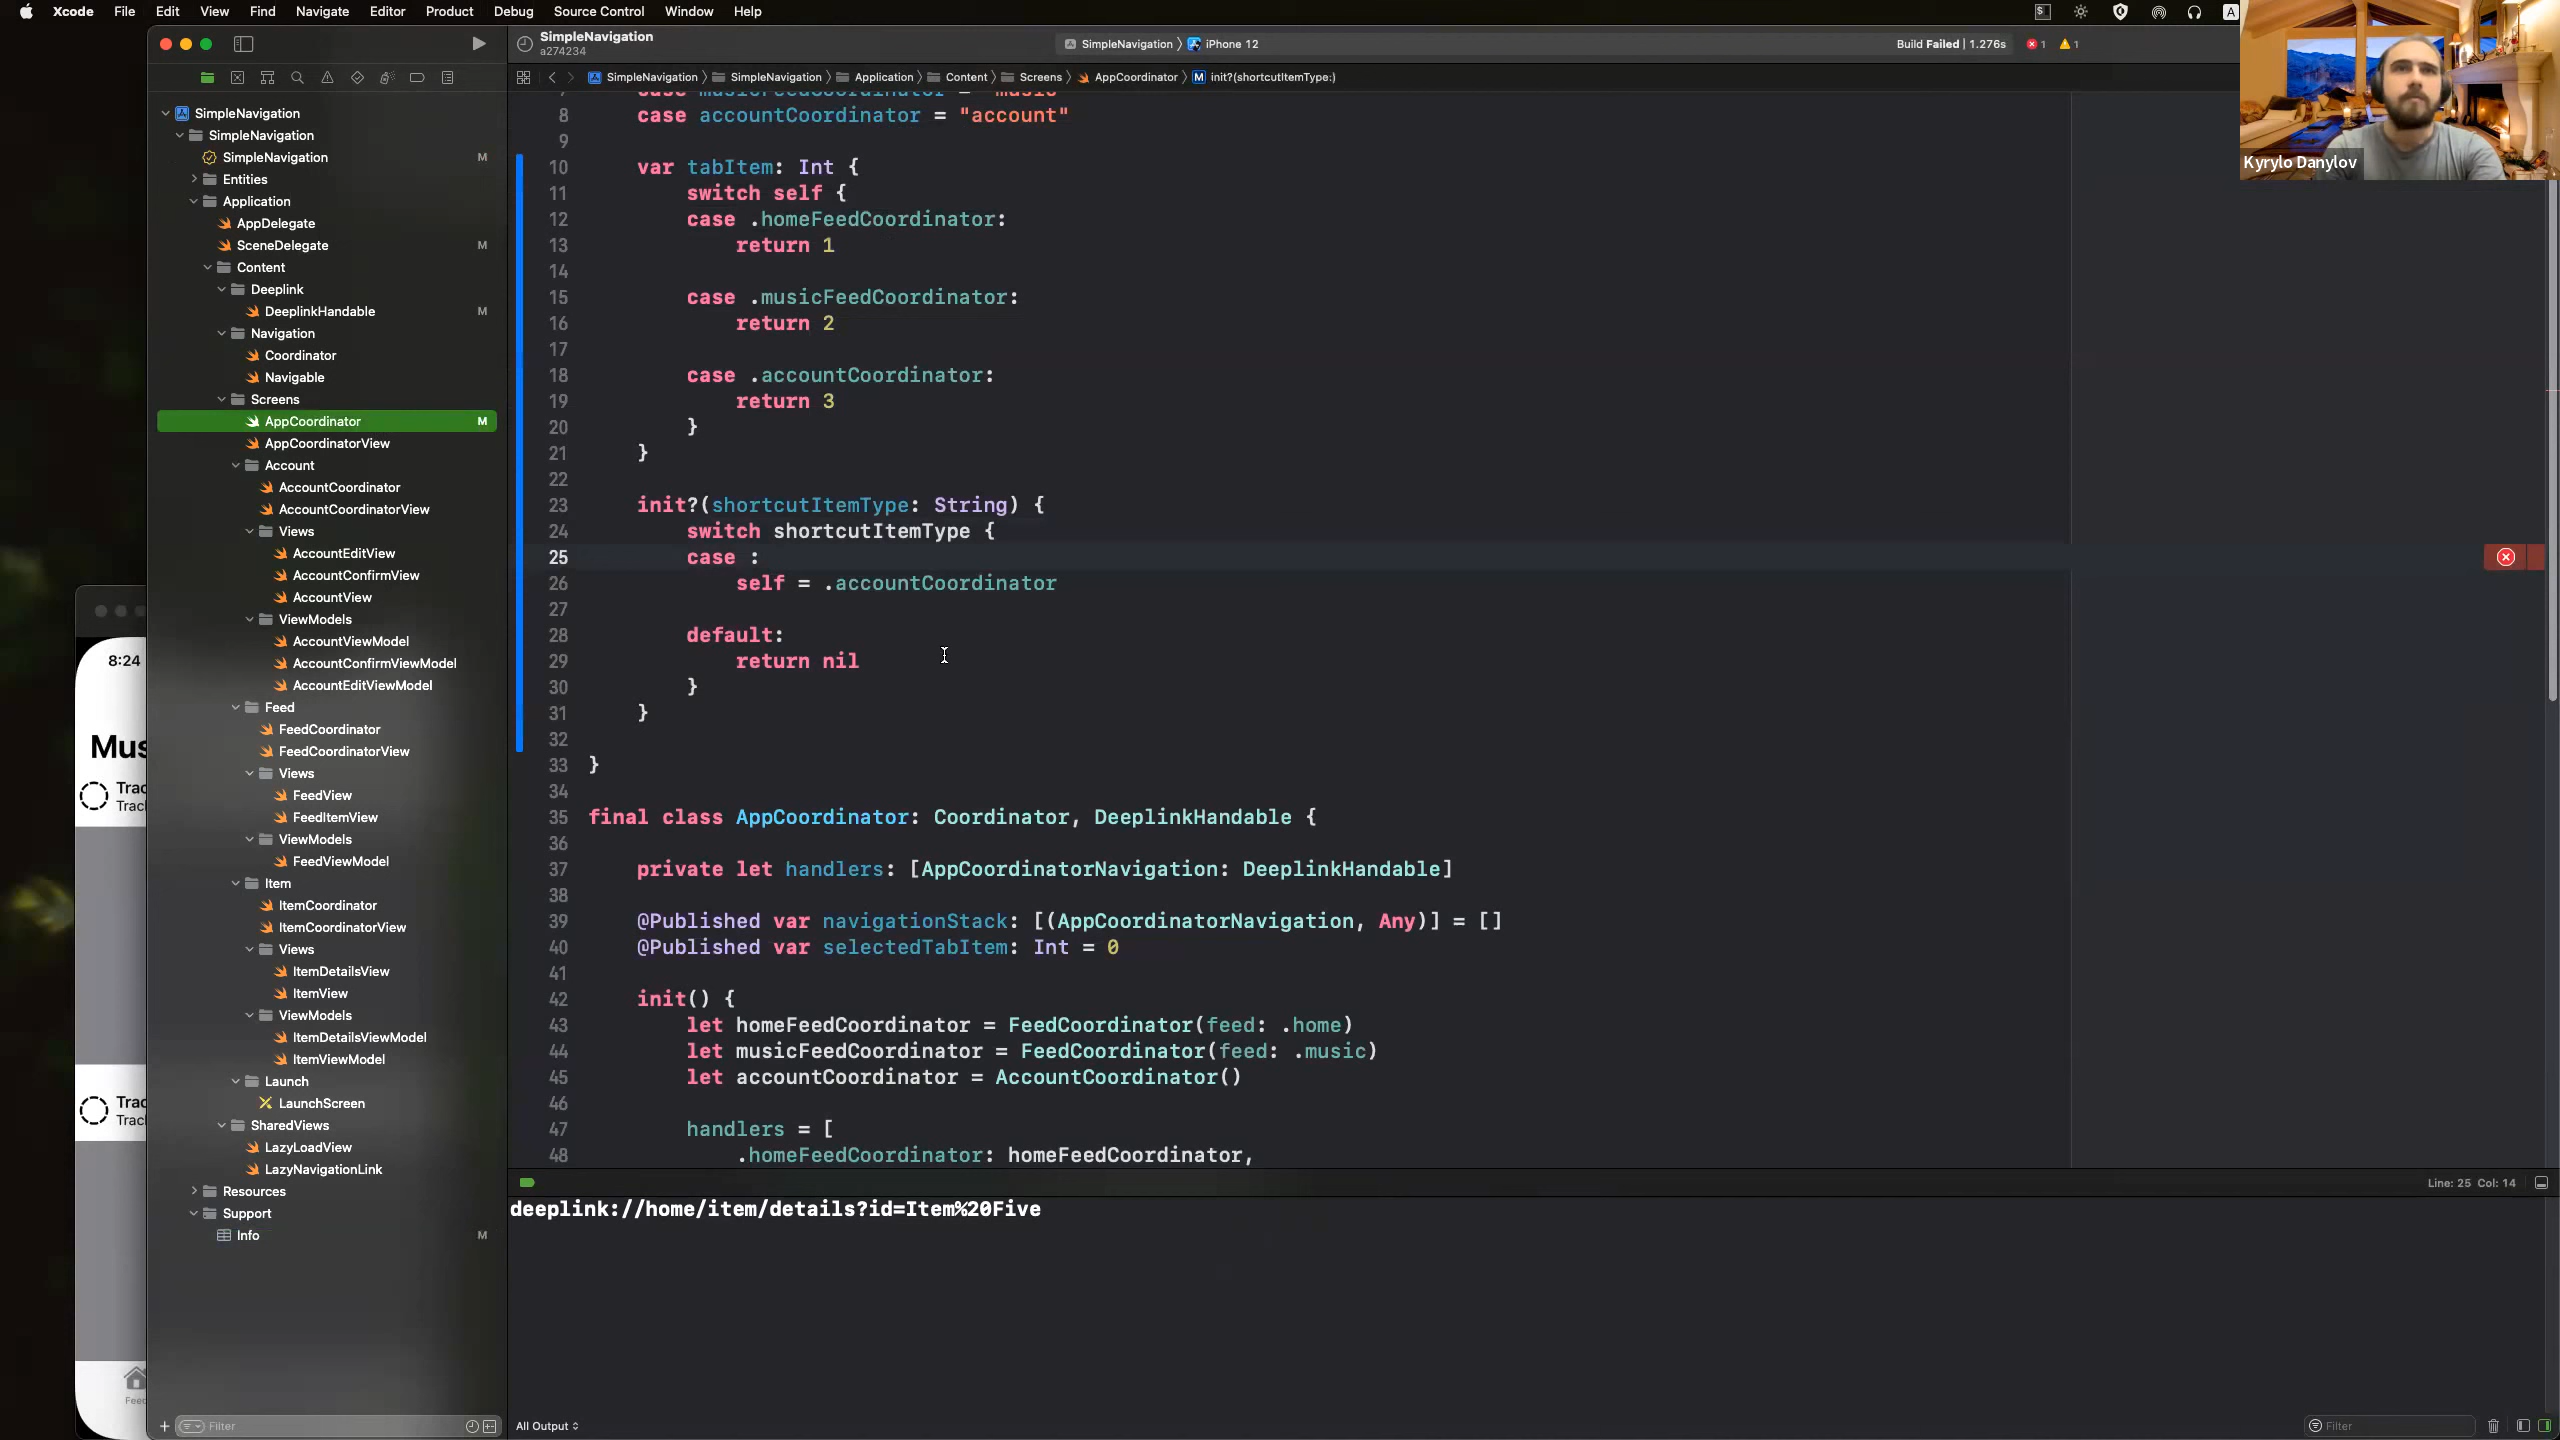 Xcode File Edit View Find Navigate Editor Product Debug Source Control Window Help
SimpleNavigation
a274234
SimpleNavigation 〉 iPhone 12
Build Failed | 1.276s
1
1
SimpleNavigation 〉 SimpleNavigation 〉 Application 〉 Content 〉 Screens 〉 AppCoordinator 〉 M init?(shortcutItemType:)
Kyrylo Danylov
SimpleNavigation
SimpleNavigation
SimpleNavigation M
Entities
Application
AppDelegate
SceneDelegate M
Content
Deeplink
DeeplinkHandable M
Navigation
Coordinator
Navigable
Screens
AppCoordinator M
AppCoordinatorView
Account
AccountCoordinator
AccountCoordinatorView
Views
AccountEditView
AccountConfirmView
AccountView
ViewModels
AccountViewModel
AccountConfirmViewModel
AccountEditViewModel
Feed
FeedCoordinator
FeedCoordinatorView
Views
FeedView
FeedItemView
ViewModels
FeedViewModel
Item
ItemCoordinator
ItemCoordinatorView
Views
ItemDetailsView
ItemView
ViewModels
ItemDetailsViewModel
ItemViewModel
Launch
LaunchScreen
SharedViews
LazyLoadView
LazyNavigationLink
Resources
Support
Info M
Filter
8:24
Mus
Trac
Track
Trac
Track
Feed
8 case accountCoordinator = "account"
9
10 var tabItem: Int {
11 switch self {
12 case .homeFeedCoordinator:
13 return 1
14
15 case .musicFeedCoordinator:
16 return 2
17
18 case .accountCoordinator:
19 return 3
20 }
21 }
22
23 init?(shortcutItemType: String) {
24 switch shortcutItemType {
25 case :
26 self = .accountCoordinator
27
28 default:
29 return nil
30 }
31 }
32
33 }
34
35 final class AppCoordinator: Coordinator, DeeplinkHandable {
36
37 private let handlers: [AppCoordinatorNavigation: DeeplinkHandable]
38
39 @Published var navigationStack: [(AppCoordinatorNavigation, Any)] = []
40 @Published var selectedTabItem: Int = 0
41
42 init() {
43 let homeFeedCoordinator = FeedCoordinator(feed: .home)
44 let musicFeedCoordinator = FeedCoordinator(feed: .music)
45 let accountCoordinator = AccountCoordinator()
46
47 handlers = [
48 .homeFeedCoordinator: homeFeedCoordinator,
Line: 25 Col: 14
deeplink://home/item/details?id=Item%20Five
All Output
Filter